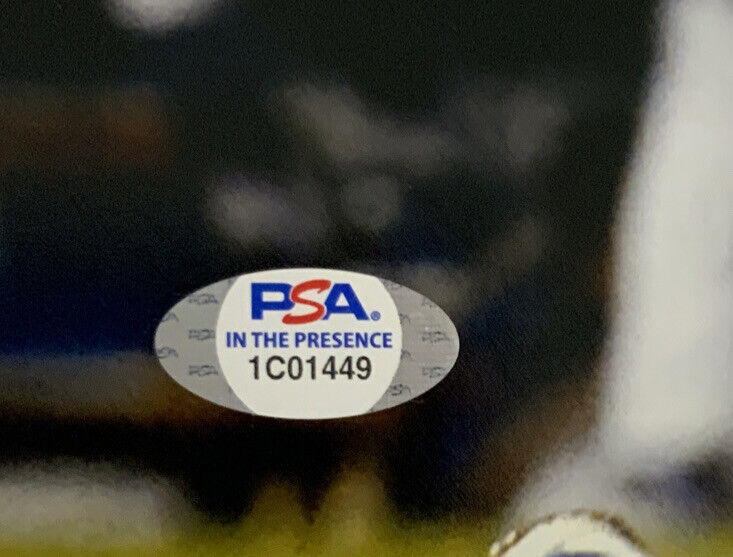 PSA®
IN THE PRESENCE
1C01449